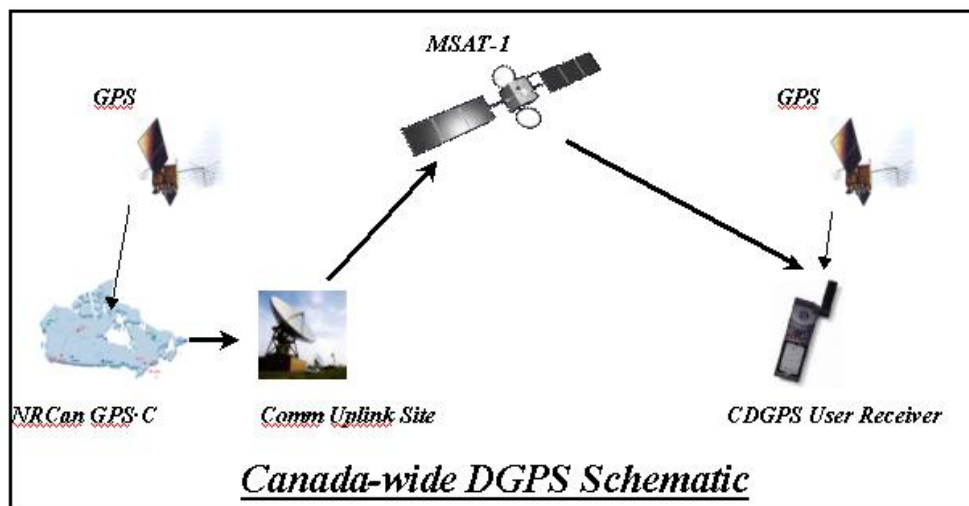 MSAT-1
GPS
GPS
NRCan GPS·C
Comm Uplink Site
CDGPS User Receiver
Canada-wide DGPS Schematic